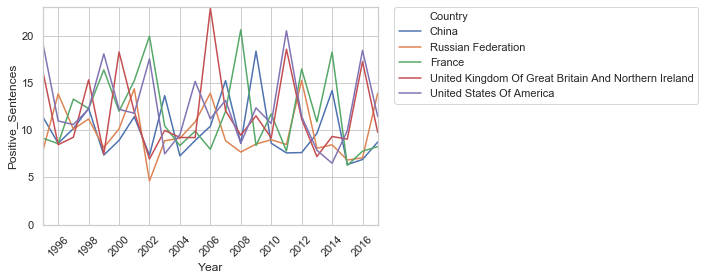 Country
China
Russian Federation
France
United Kingdom Of Great Britain And Northern Ireland
United States Of America
Positive_Sentences
20
15
10
5
0
1996
1998
2000
2002
2004
2006
2008
2010
2012
2014
2016
Year